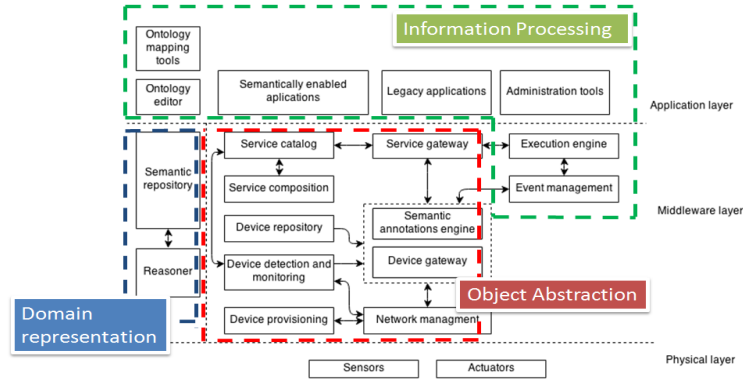 Information Processing
Ontology
mapping
tools
Ontology
editor
Semantically enabled
aplications
Legacy applications
Administration tools
Application layer
Semantic
repository
Service catalog
Service gateway
Execution engine
Service composition
Event management
Middleware layer
Device repository
Semantic
annotations engine
Reasoner
Device detection and
monitoring
Device gateway
Object Abstraction
Domain
representation
Device provisioning
Network managment
Physical layer
Sensors
Actuators